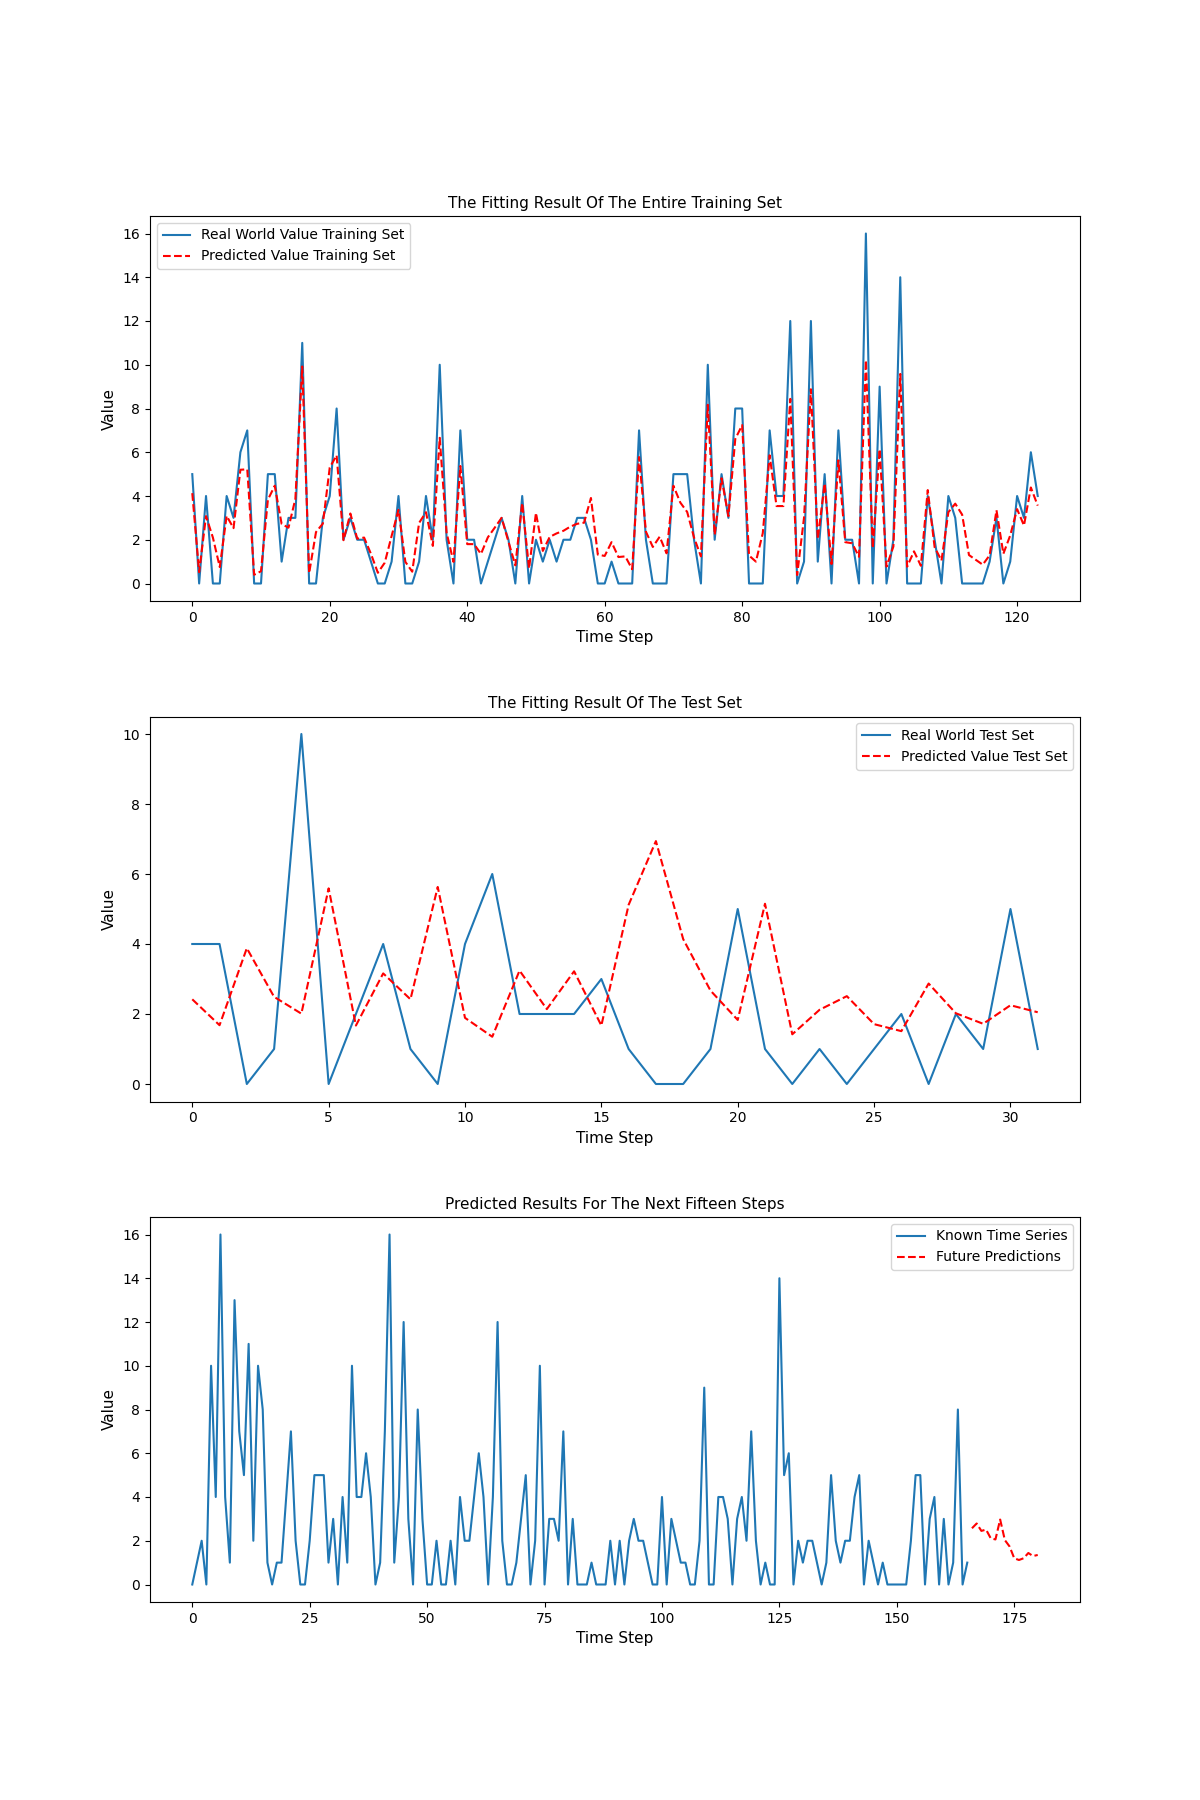 The Fitting Result Of The Entire Training Set
Real World Value Training Set
Predicted Value Training Set
Value
16
14
12
10
8
6
4
2
0
0 20 40 60 80 100 120
Time Step
The Fitting Result Of The Test Set
Real World Test Set
Predicted Value Test Set
Value
10
8
6
4
2
0
0 5 10 15 20 25 30
Time Step
Predicted Results For The Next Fifteen Steps
Known Time Series
Future Predictions
Value
16
14
12
10
8
6
4
2
0
0 25 50 75 100 125 150 175
Time Step